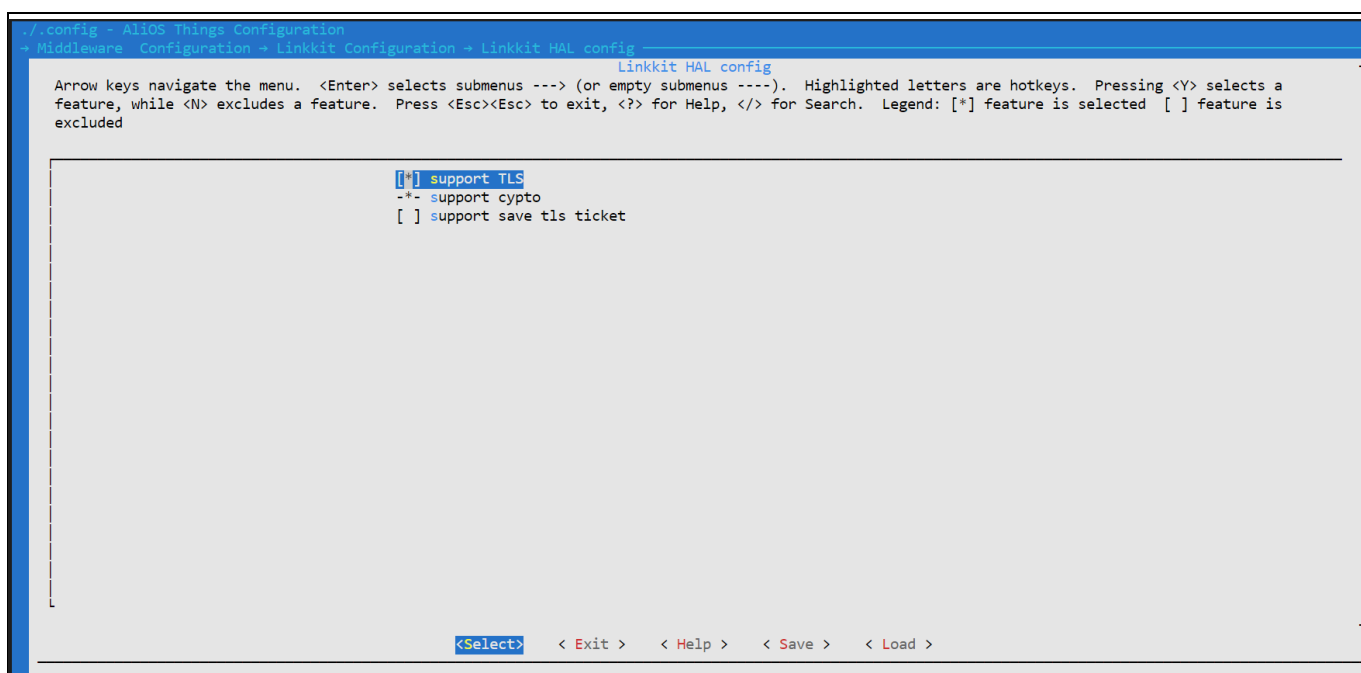 ./.config - AliOS Things Configuration
→ Middleware  Configuration → Linkkit Configuration → Linkkit HAL config
Linkkit HAL config
Arrow keys navigate the menu.  <Enter> selects submenus ---> (or empty submenus ----).  Highlighted letters are hotkeys.  Pressing <Y> selects a
feature, while <N> excludes a feature.  Press <Esc><Esc> to exit, <?> for Help, </> for Search.  Legend: [*] feature is selected  [ ] feature is
excluded
[*] support TLS
-*- support cypto
[ ] support save tls ticket
<Select>    < Exit >    < Help >    < Save >    < Load >